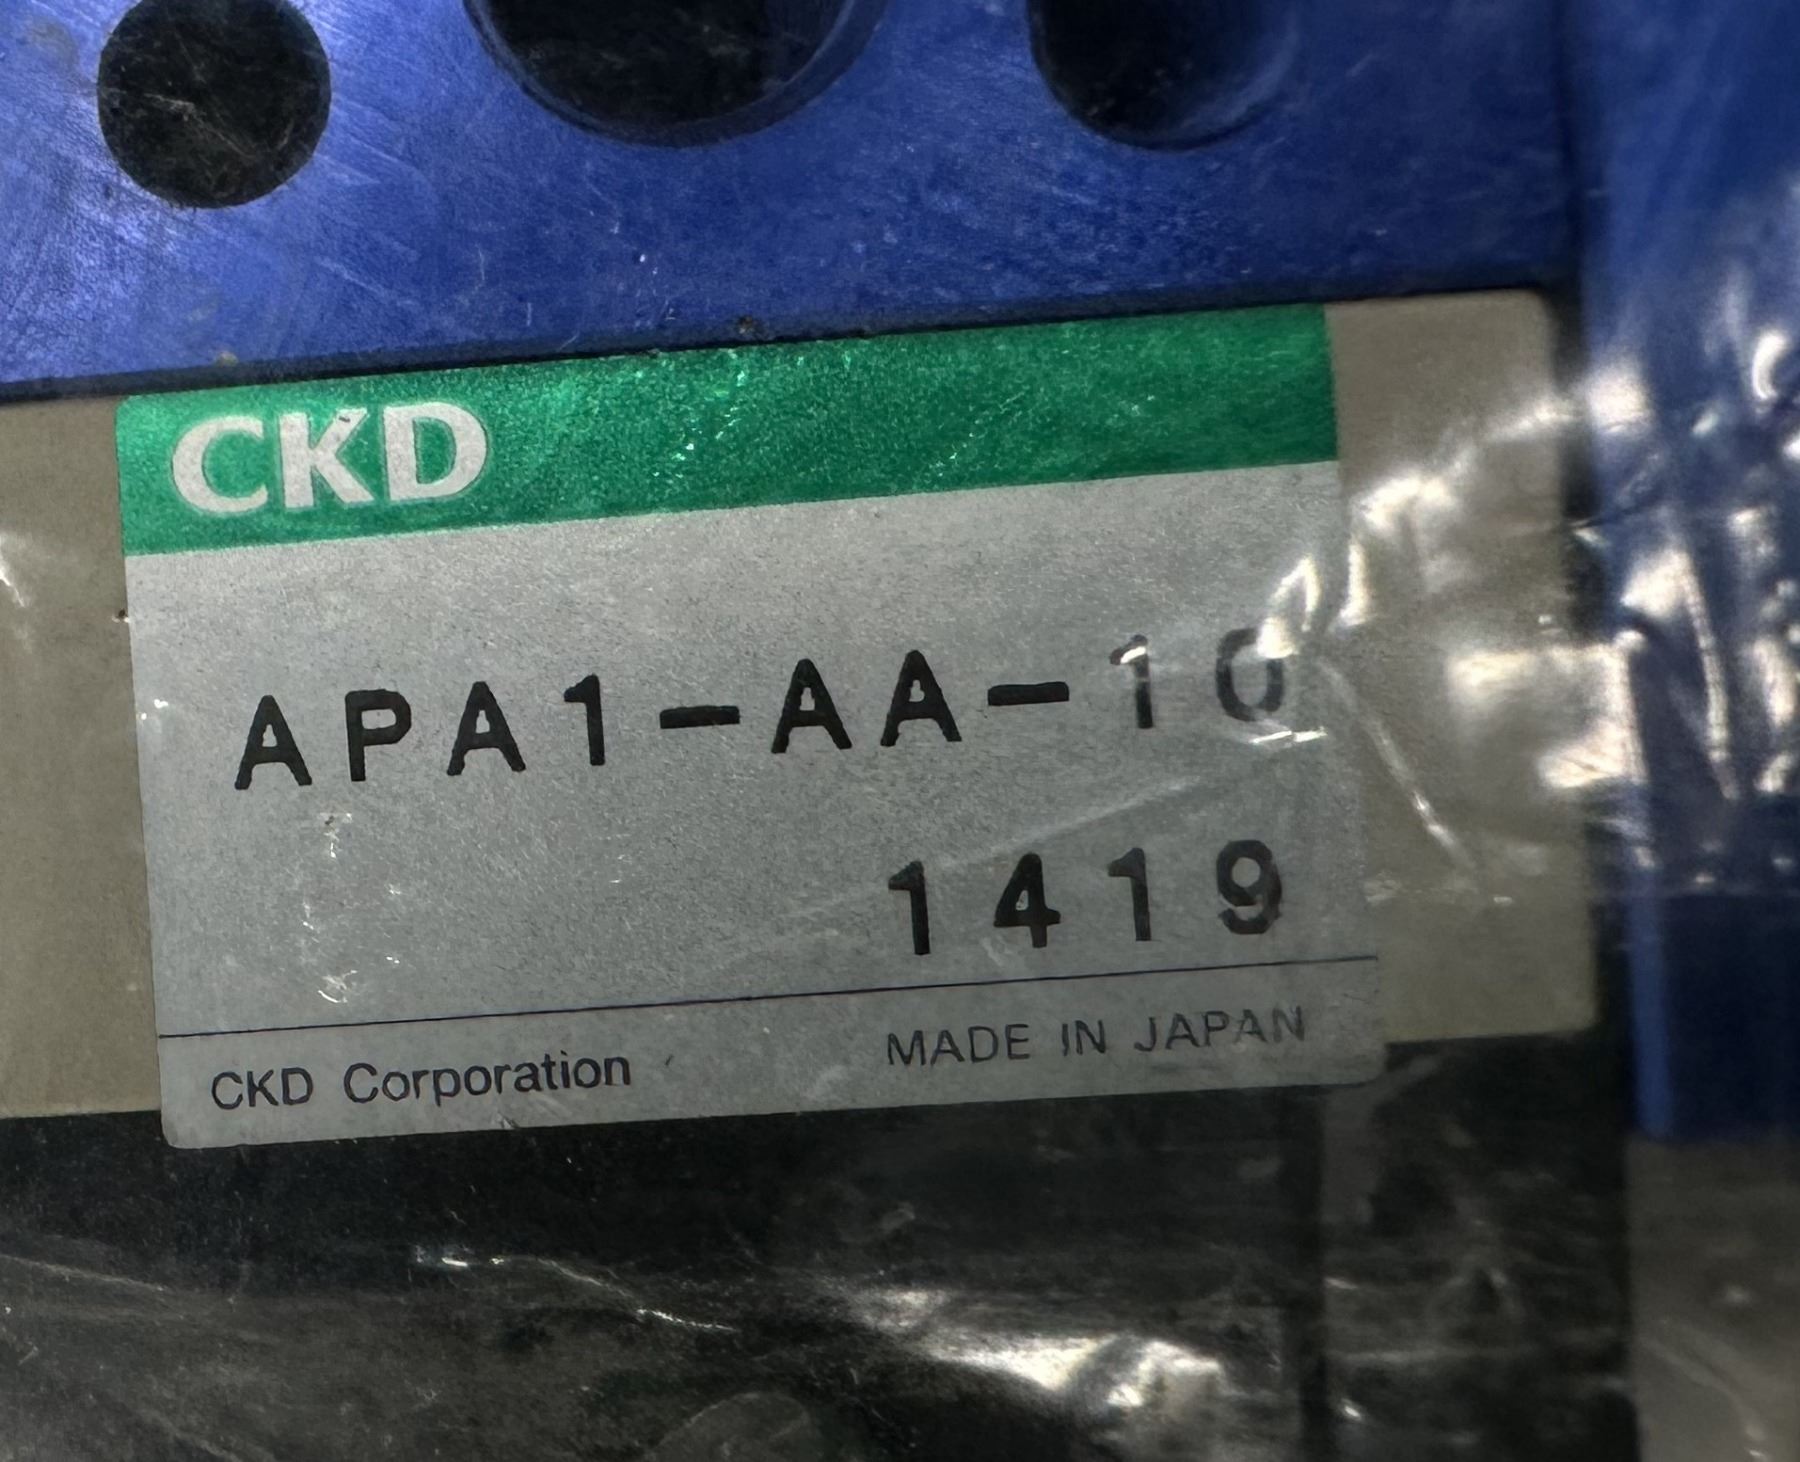 CKD
APA1-AA-10
1419
CKD Corporation
MADE IN JAPAN